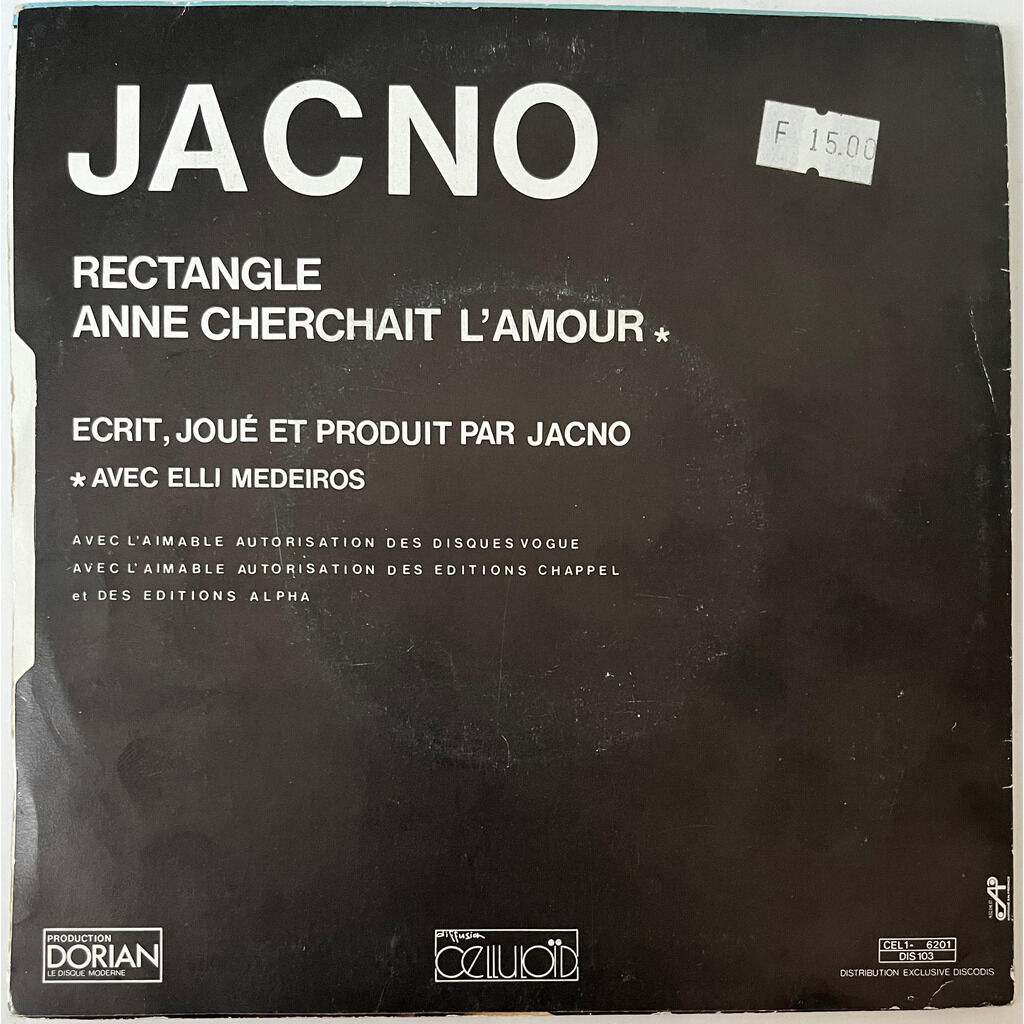 JACNO
F 15.00
RECTANGLE
ANNE CHERCHAIT L'AMOUR *
ECRIT, JOUÉ ET PRODUIT PAR JACNO
* AVEC ELLI MEDEIROS
AVEC L'AIMABLE AUTORISATION DES DISQUES VOGUE
AVEC L'AIMABLE AUTORISATION DES EDITIONS CHAPPEL
et DES EDITIONS ALPHA
PRODUCTION
DORIAN
LE DISQUE MODERNE
diffusion
CELLULOÏD
CEL 1- 6201
DIS 103
DISTRIBUTION EXCLUSIVE DISCODIS